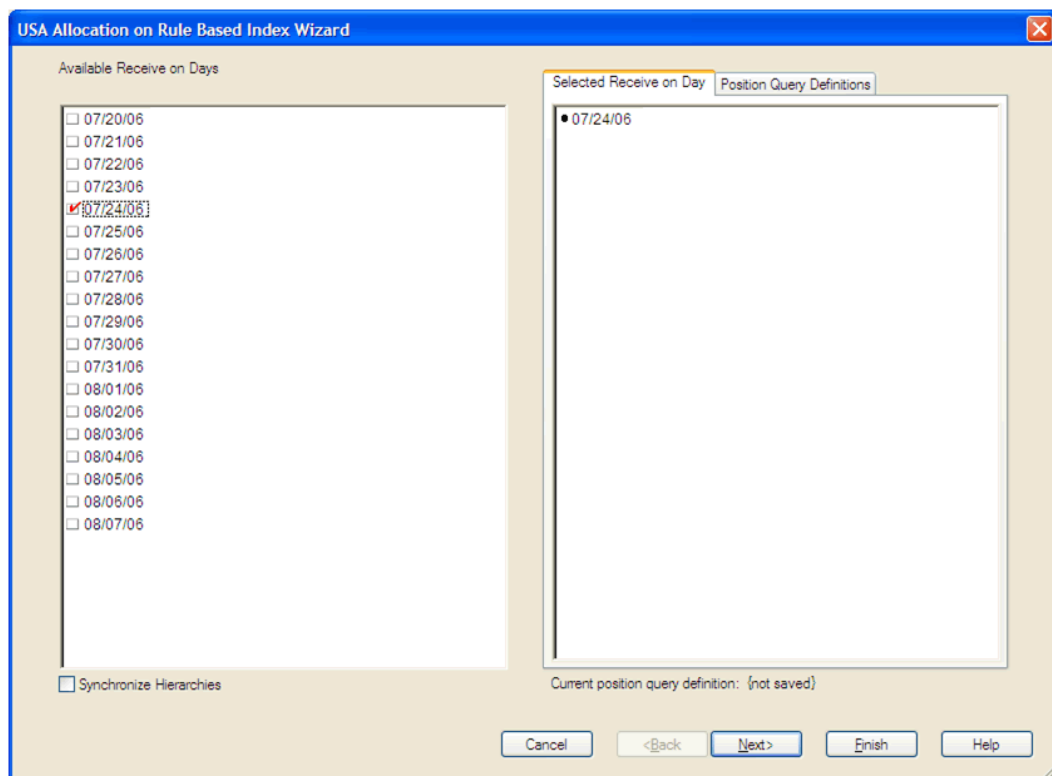 USA Allocation on Rule Based Index Wizard
Available Receive on Days
07/20/06
07/21/06
07/22/06
07/23/06
07/24/06
07/25/06
07/26/06
07/27/06
07/28/06
07/29/06
07/30/06
07/31/06
08/01/06
08/02/06
08/03/06
08/04/06
08/05/06
08/06/06
08/07/06
Synchronize Hierarchies
Selected Receive on Day
Position Query Definitions
07/24/06
Current position query definition: {not saved}
Cancel
<Back
Next>
Finish
Help